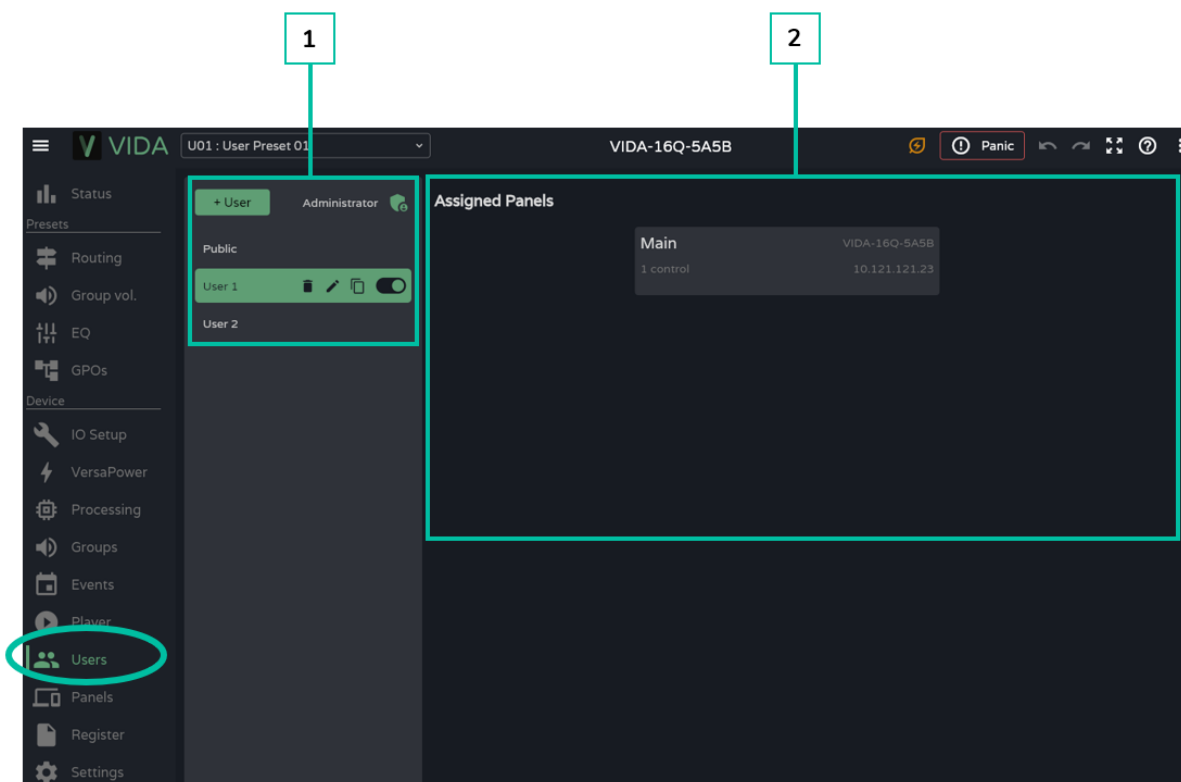 1
2
VIDA
U01 : User Preset 01
VIDA-16Q-5A5B
Panic
Status
Presets
Routing
Group vol.
EQ
GPOs
Device
IO Setup
VersaPower
Processing
Groups
Events
Player
Users
Panels
Register
Settings
+ User
Administrator
Public
User 1
User 2
Assigned Panels
Main
VIDA-16Q-5A5B
1 control
10.121.121.23